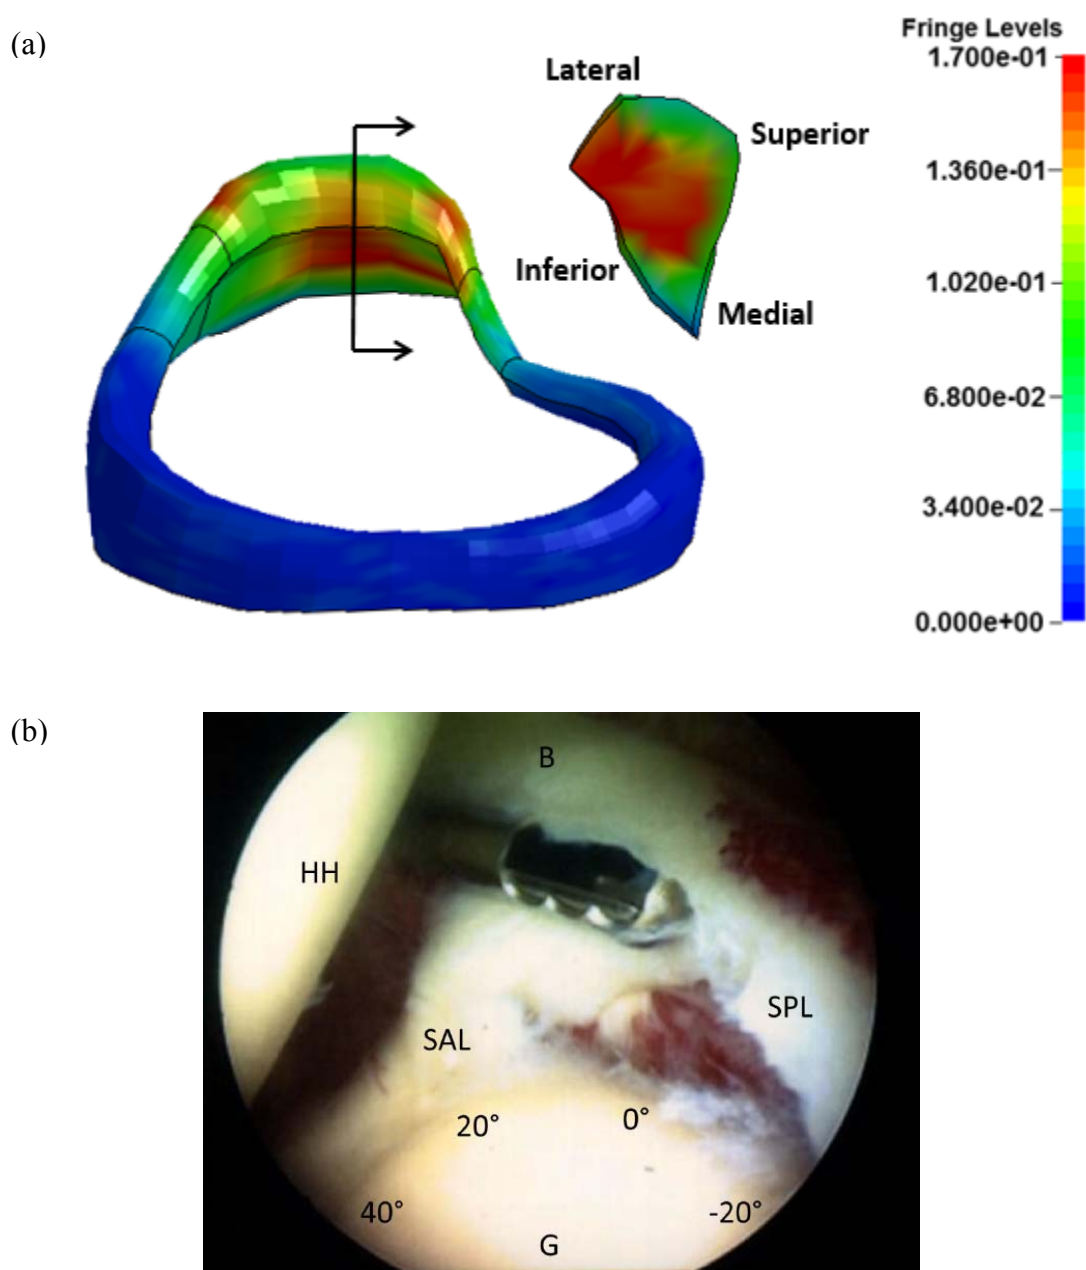 (a)
Fringe Levels
1.700e-01
1.360e-01
1.020e-01
6.800e-02
3.400e-02
0.000e+00
Lateral
Superior
Inferior
Medial
(b)
B
HH
SPL
SAL
20°
0°
40°
-20°
G